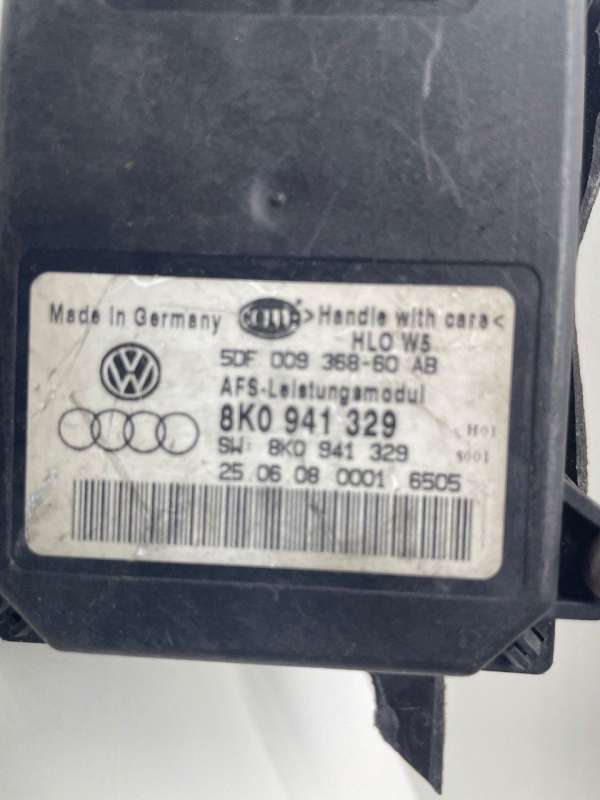 Made in Germany HELLA >Handle with care<
HLO W5
5DF 009 368-60 AB
AFS-Leistungsmodul
8K0 941 329 H01
SW: 8K0 941 329 S001
25.06.08 0001 6505